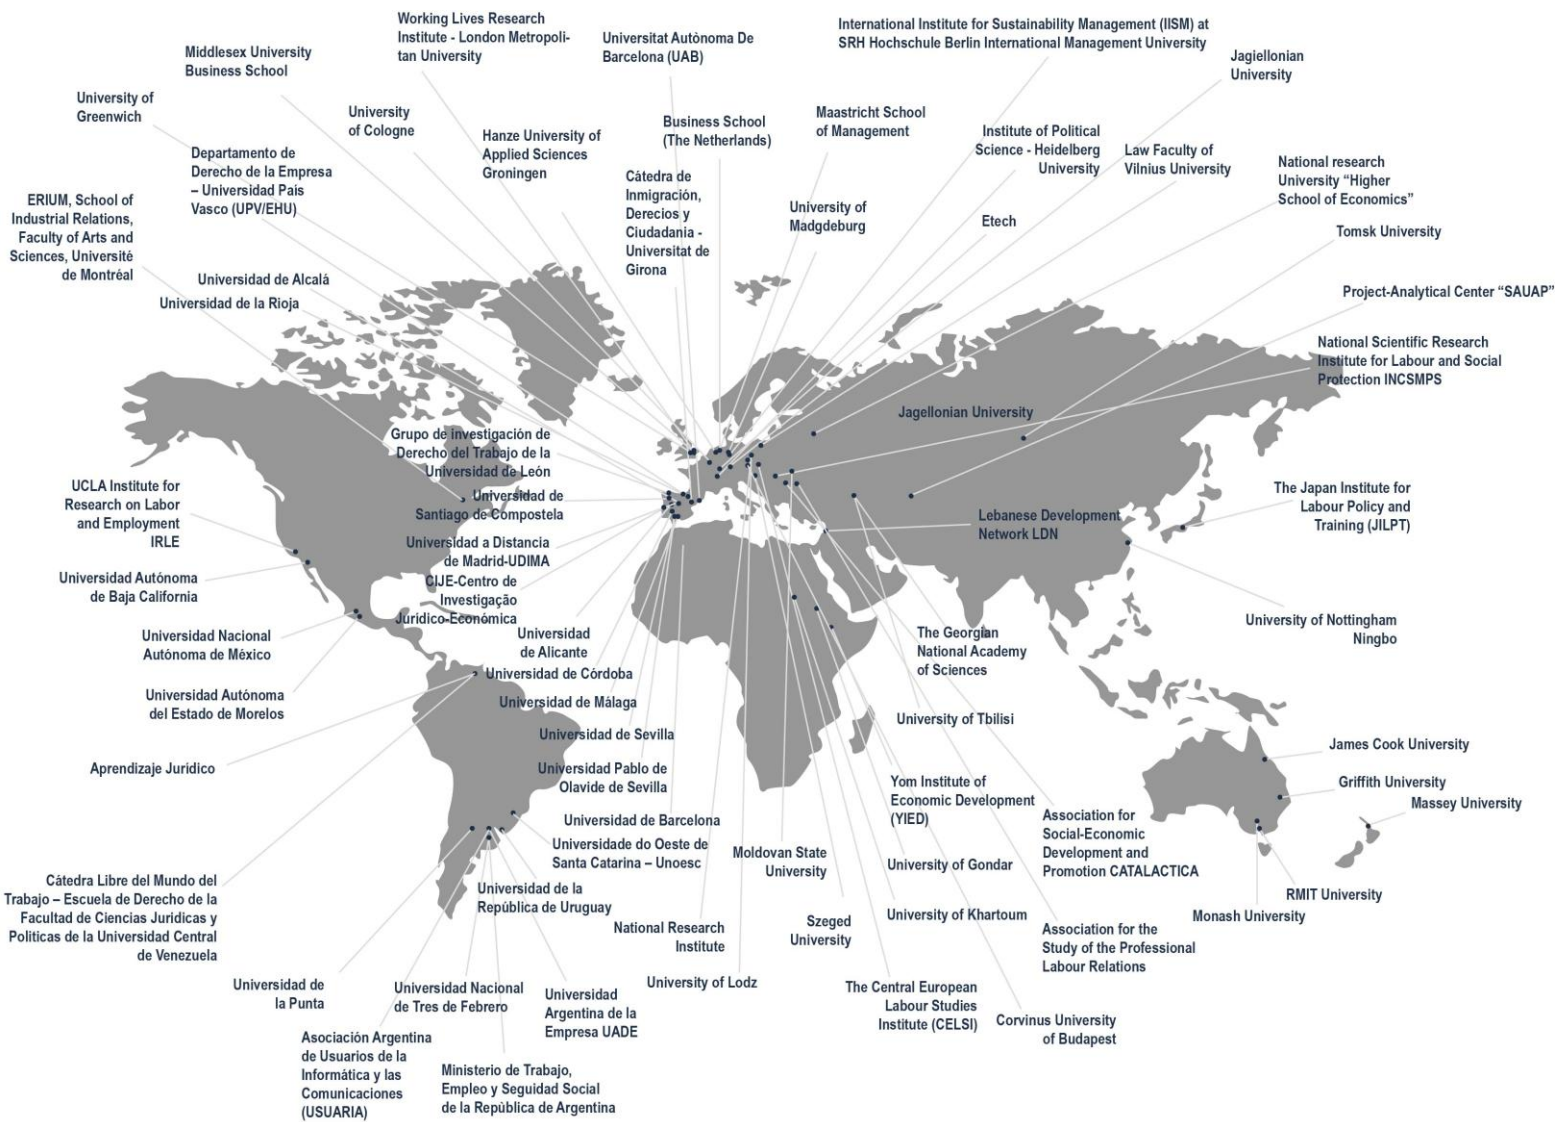 Working Lives Research
Institute - London Metropoli-
tan University
Universitat Autònoma De
Barcelona (UAB)
International Institute for Sustainability Management (IISM) at
SRH Hochschule Berlin International Management University
Middlesex University
Business School
Jagiellonian
University
University of
Greenwich
University
of Cologne
Hanze University of
Applied Sciences
Groningen
Business School
(The Netherlands)
Maastricht School
of Management
Institute of Political
Science - Heidelberg
University
Law Faculty of
Vilnius University
National research
University “Higher
School of Economics”
Departamento de
Derecho de la Empresa
– Universidad Pais
Vasco (UPV/EHU)
Cátedra de
Inmigración,
Derecios y
Ciudadania -
Universitat de
Girona
University of
Madgdeburg
Etech
Tomsk University
ERIUM, School of
Industrial Relations,
Faculty of Arts and
Sciences, Université
de Montréal
Universidad de Alcalá
Universidad de la Rioja
Project-Analytical Center “SAUAP”
National Scientific Research
Institute for Labour and Social
Protection INCSMPS
Jagellonian University
Grupo de investigación de
Derecho del Trabajo de la
Universidad de León
UCLA Institute for
Research on Labor
and Employment
IRLE
Universidad de
Santiago de Compostela
The Japan Institute for
Labour Policy and
Training (JILPT)
Lebanese Development
Network LDN
Universidad a Distancia
de Madrid-UDIMA
Universidad Autónoma
de Baja California
CIJE-Centro de
Investigação
Jurídico-Económica
Universidad Nacional
Autónoma de México
Universidad
de Alicante
The Georgian
National Academy
of Sciences
University of Nottingham
Ningbo
Universidad de Córdoba
Universidad Autónoma
del Estado de Morelos
Universidad de Málaga
University of Tbilisi
Universidad de Sevilla
James Cook University
Aprendizaje Juridico
Universidad Pablo de
Olavide de Sevilla
Yom Institute of
Economic Development
(YIED)
Griffith University
Massey University
Universidad de Barcelona
Association for
Social-Economic
Development and
Promotion CATALACTICA
Universidade do Oeste de
Santa Catarina – Unoesc
Moldovan State
University
University of Gondar
Cátedra Libre del Mundo del
Trabajo – Escuela de Derecho de la
Facultad de Ciencias Juridicas y
Politicas de la Universidad Central
de Venezuela
Universidad de la
República de Uruguay
RMIT University
Monash University
National Research
Institute
Szeged
University
University of Khartoum
Association for the
Study of the Professional
Labour Relations
Universidad de
la Punta
Universidad Nacional
de Tres de Febrero
Universidad
Argentina de la
Empresa UADE
University of Lodz
The Central European
Labour Studies
Institute (CELSI)
Corvinus University
of Budapest
Asociación Argentina
de Usuarios de la
Informática y las
Comunicaciones
(USUARIA)
Ministerio de Trabajo,
Empleo y Seguidad Social
de la República de Argentina